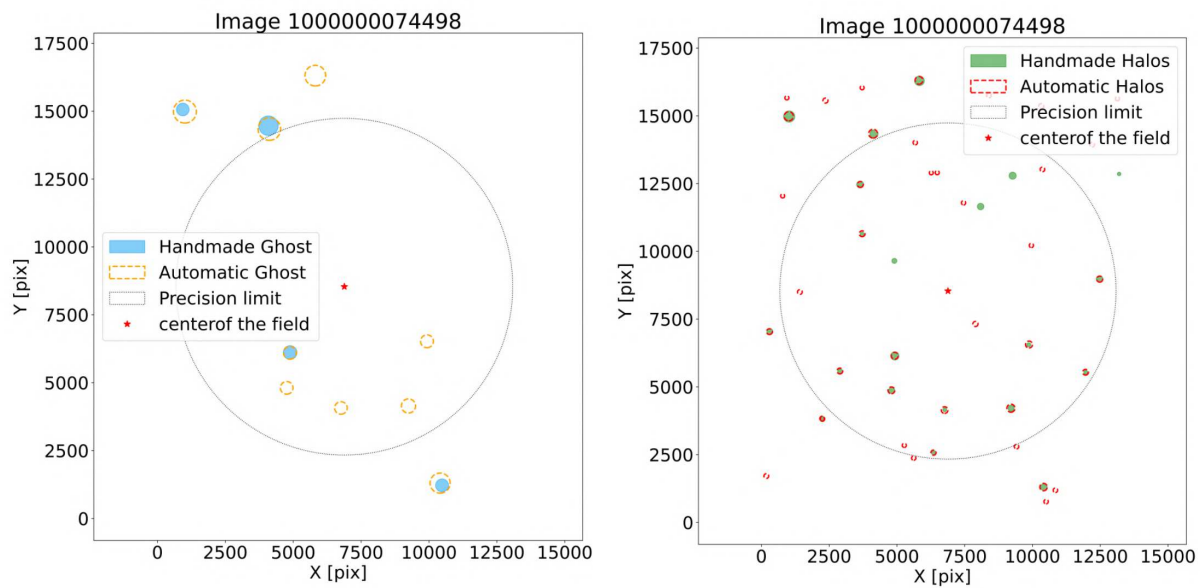 Image 1000000074498
17500
15000
12500
10000
7500
5000
2500
0
Y [pix]
Handmade Ghost
Automatic Ghost
Precision limit
centerof the field
0 2500 5000 7500 10000 12500 15000
X [pix]
Image 1000000074498
17500
15000
12500
10000
7500
5000
2500
0
Y [pix]
Handmade Halos
Automatic Halos
Precision limit
centerof the field
0 2500 5000 7500 10000 12500 15000
X [pix]